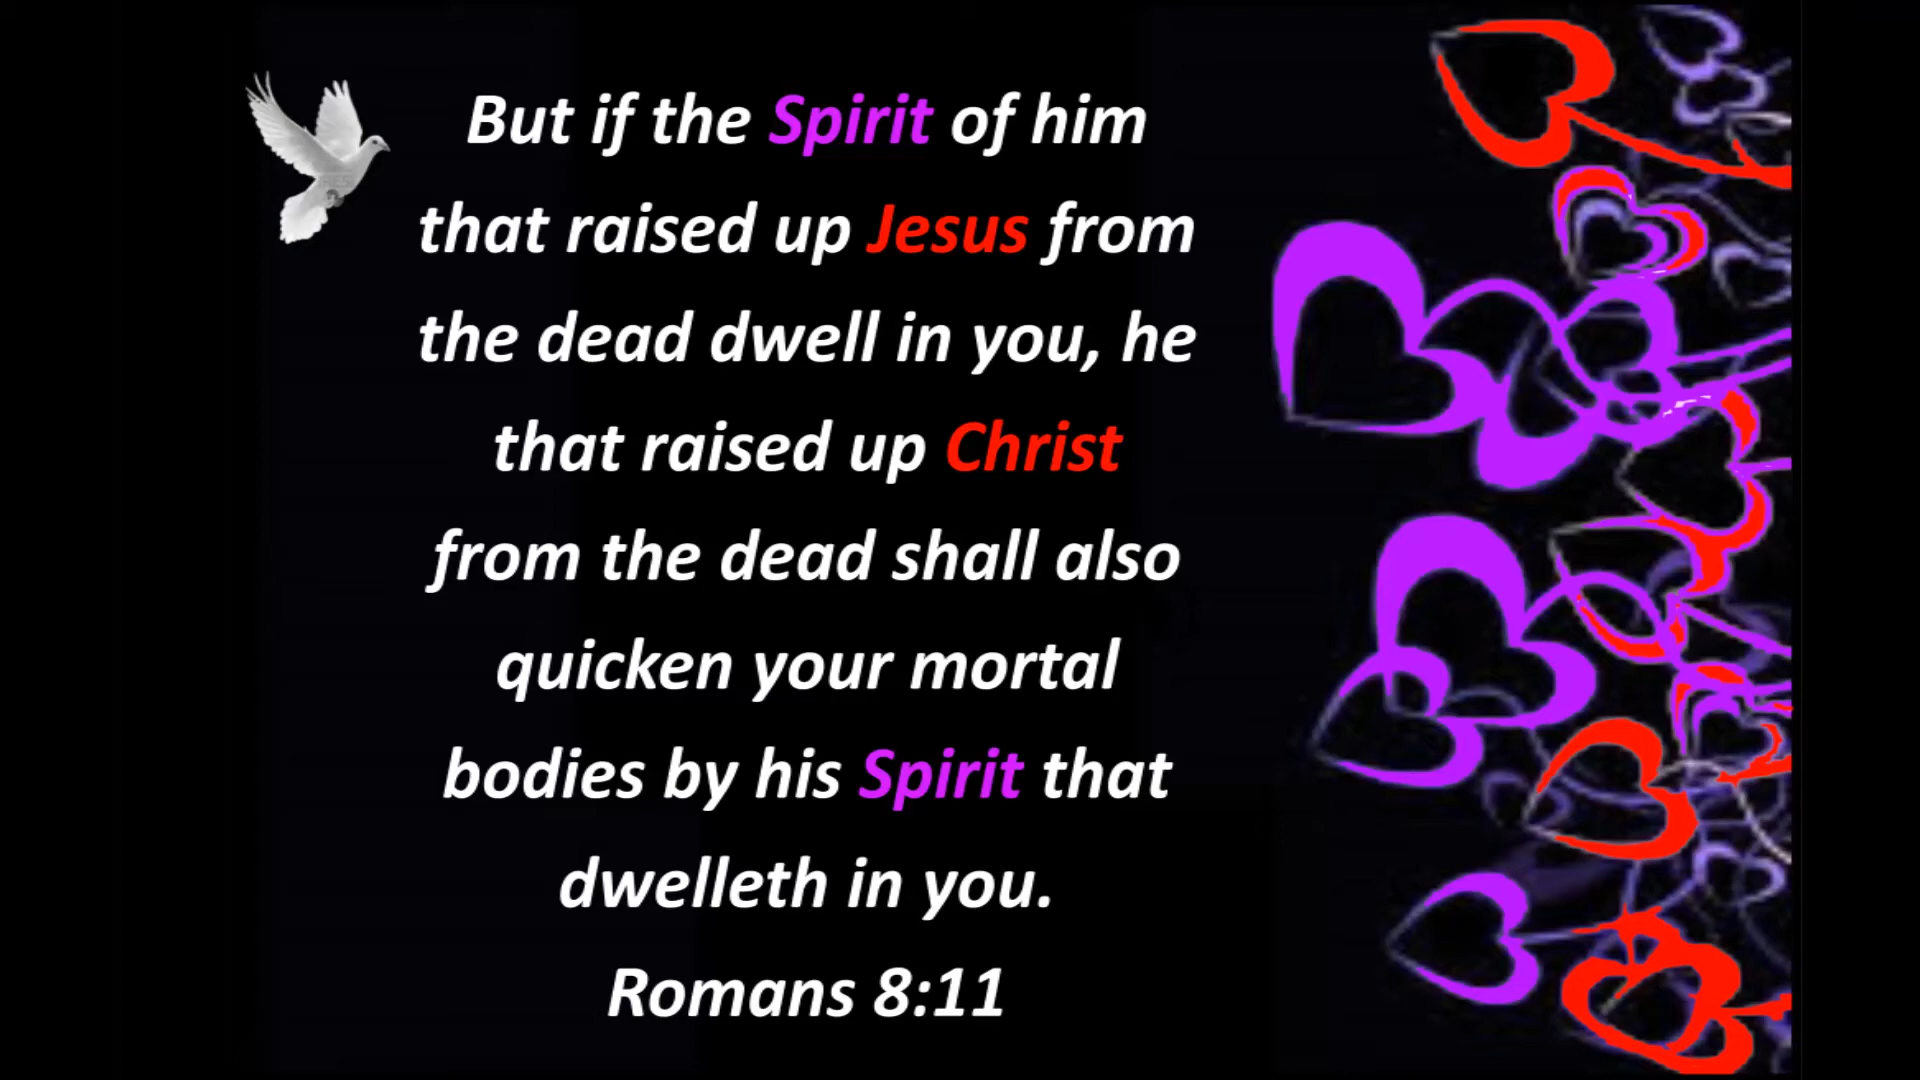 But if the Spirit of him
that raised up Jesus from
the dead dwell in you, he
that raised up Christ
from the dead shall also
quicken your mortal
bodies by his Spirit that
dwelleth in you.
Romans 8:11